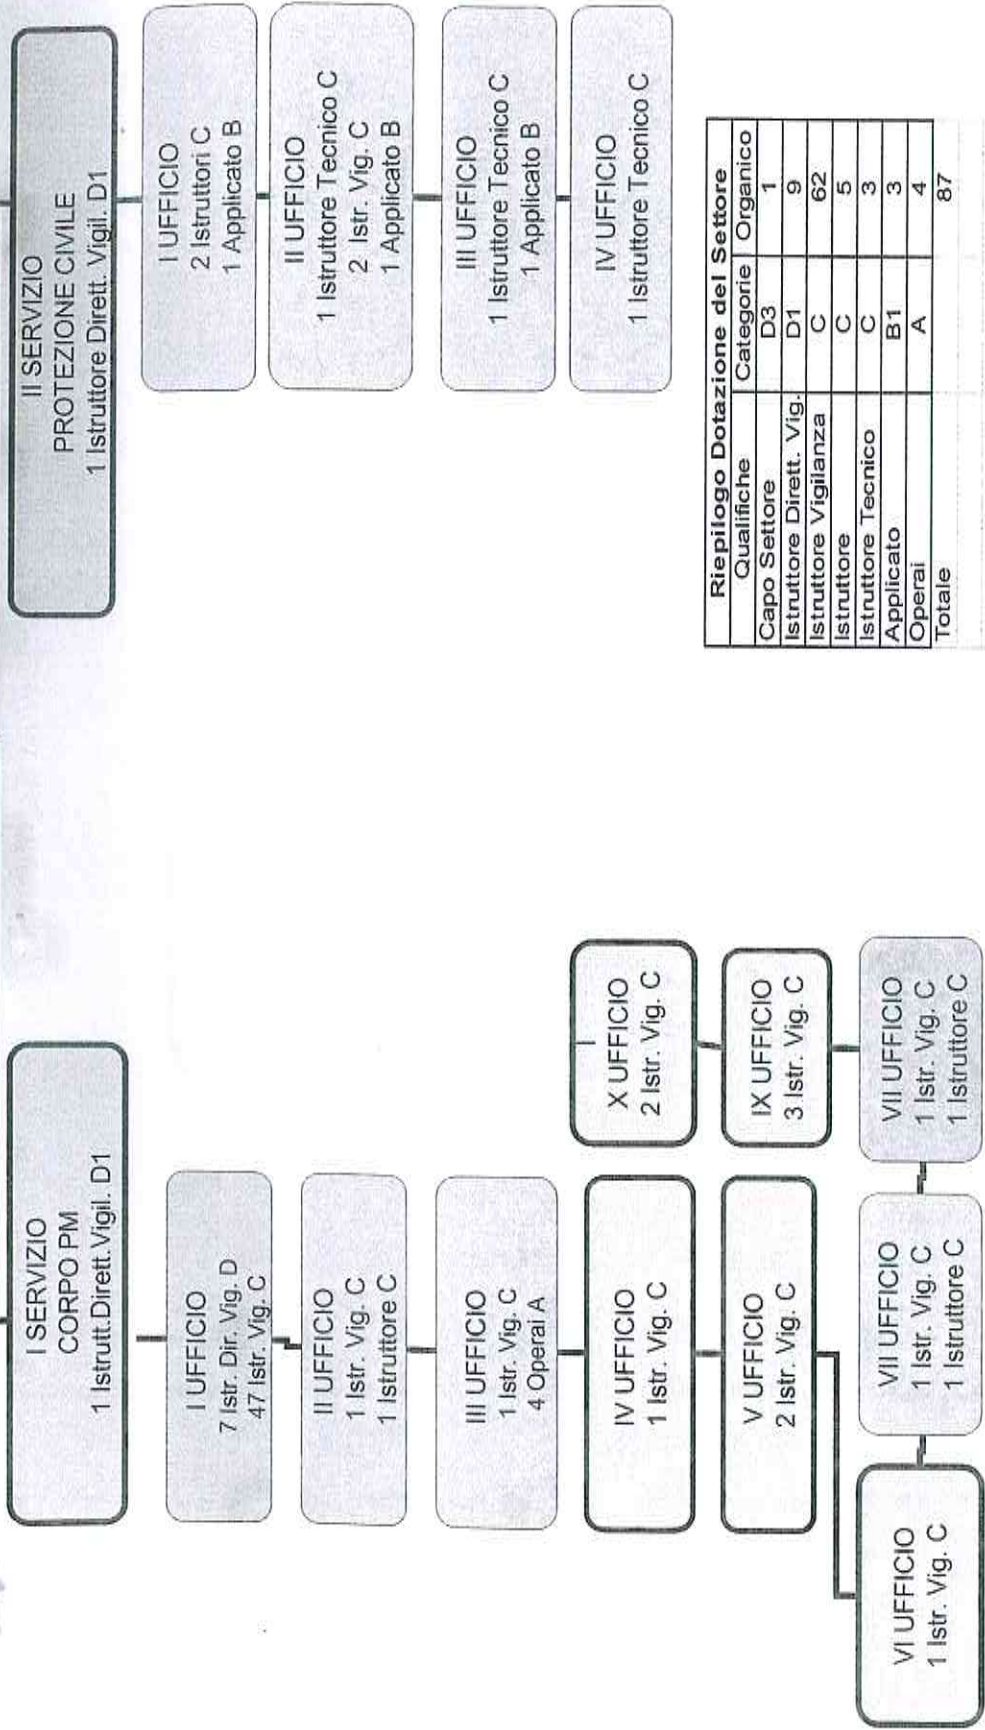 I SERVIZIO
CORPO PM
1 Istrutt.Dirett.Vigil. D1
I UFFICIO
7 Istr. Dir. Vig. D
47 Istr. Vig. C
II UFFICIO
1 Istr. Vig. C
1 Istruttore C
III UFFICIO
1 Istr. Vig. C
4 Operai A
IV UFFICIO
1 Istr. Vig. C
V UFFICIO
2 Istr. Vig. C
VI UFFICIO
1 Istr. Vig. C
VII UFFICIO
1 Istr. Vig. C
1 Istruttore C
VII UFFICIO
1 Istr. Vig. C
1 Istruttore C
IX UFFICIO
3 Istr. Vig. C
X UFFICIO
2 Istr. Vig. C
III SERVIZIO
PROTEZIONE CIVILE
1 Istruttore Dirett. Vigil. D1
I UFFICIO
2 Istruttori C
1 Applicato B
II UFFICIO
1 Istruttore Tecnico C
2 Istr. Vig. C
1 Applicato B
III UFFICIO
1 Istruttore Tecnico C
1 Applicato B
IV UFFICIO
1 Istruttore Tecnico C
Riepilogo Dotazione del Settore
Qualifiche Categorie Organico
Capo Settore D3 1
Istruttore Dirett. Vig. D1 9
Istruttore Vigilanza C 62
Istruttore C 5
Istruttore Tecnico C 3
Applicato B1 3
Operai A 4
Totale 87